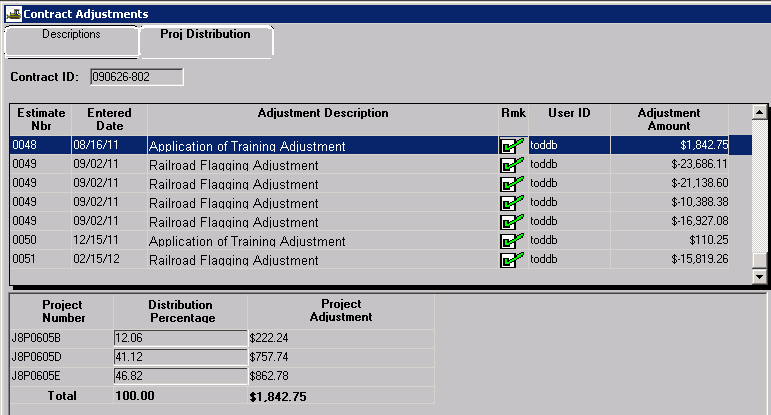 Contract Adjustments
Descriptions Proj Distribution
Contract ID: 090626-802
Estimate Nbr Entered Date Adjustment Description Rmk User ID Adjustment Amount
0048 08/16/11 Application of Training Adjustment toddb $1,842.75
0049 09/02/11 Railroad Flagging Adjustment toddb $-23,686.11
0049 09/02/11 Railroad Flagging Adjustment toddb $-21,138.60
0049 09/02/11 Railroad Flagging Adjustment toddb $-10,388.38
0049 09/02/11 Railroad Flagging Adjustment toddb $-16,927.08
0050 12/15/11 Application of Training Adjustment toddb $110.25
0051 02/15/12 Railroad Flagging Adjustment toddb $-15,819.26
Project Number Distribution Percentage Project Adjustment
J8P0605B 12.06 $222.24
J8P0605D 41.12 $757.74
J8P0605E 46.82 $862.78
Total 100.00 $1,842.75